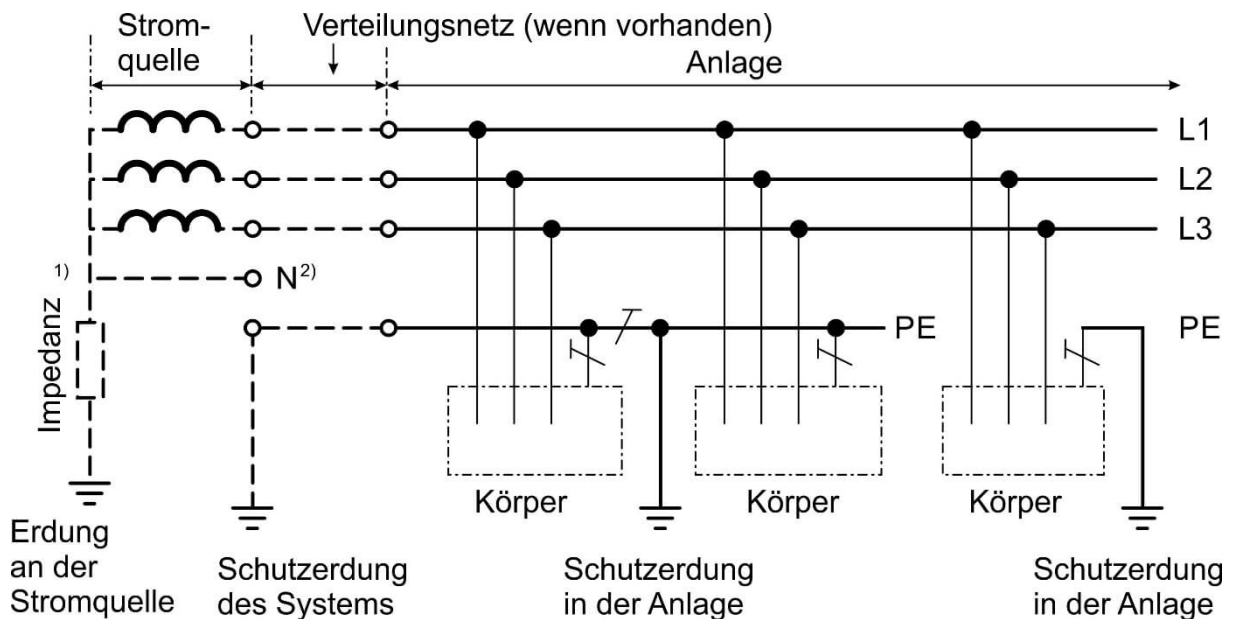 Strom-
quelle
Verteilungsnetz (wenn vorhanden)
Anlage
L1
L2
L3
1)
N2)
Impedanz
PE
PE
Körper
Körper
Körper
Erdung
an der
Stromquelle
Schutzerdung
des Systems
Schutzerdung
in der Anlage
Schutzerdung
in der Anlage